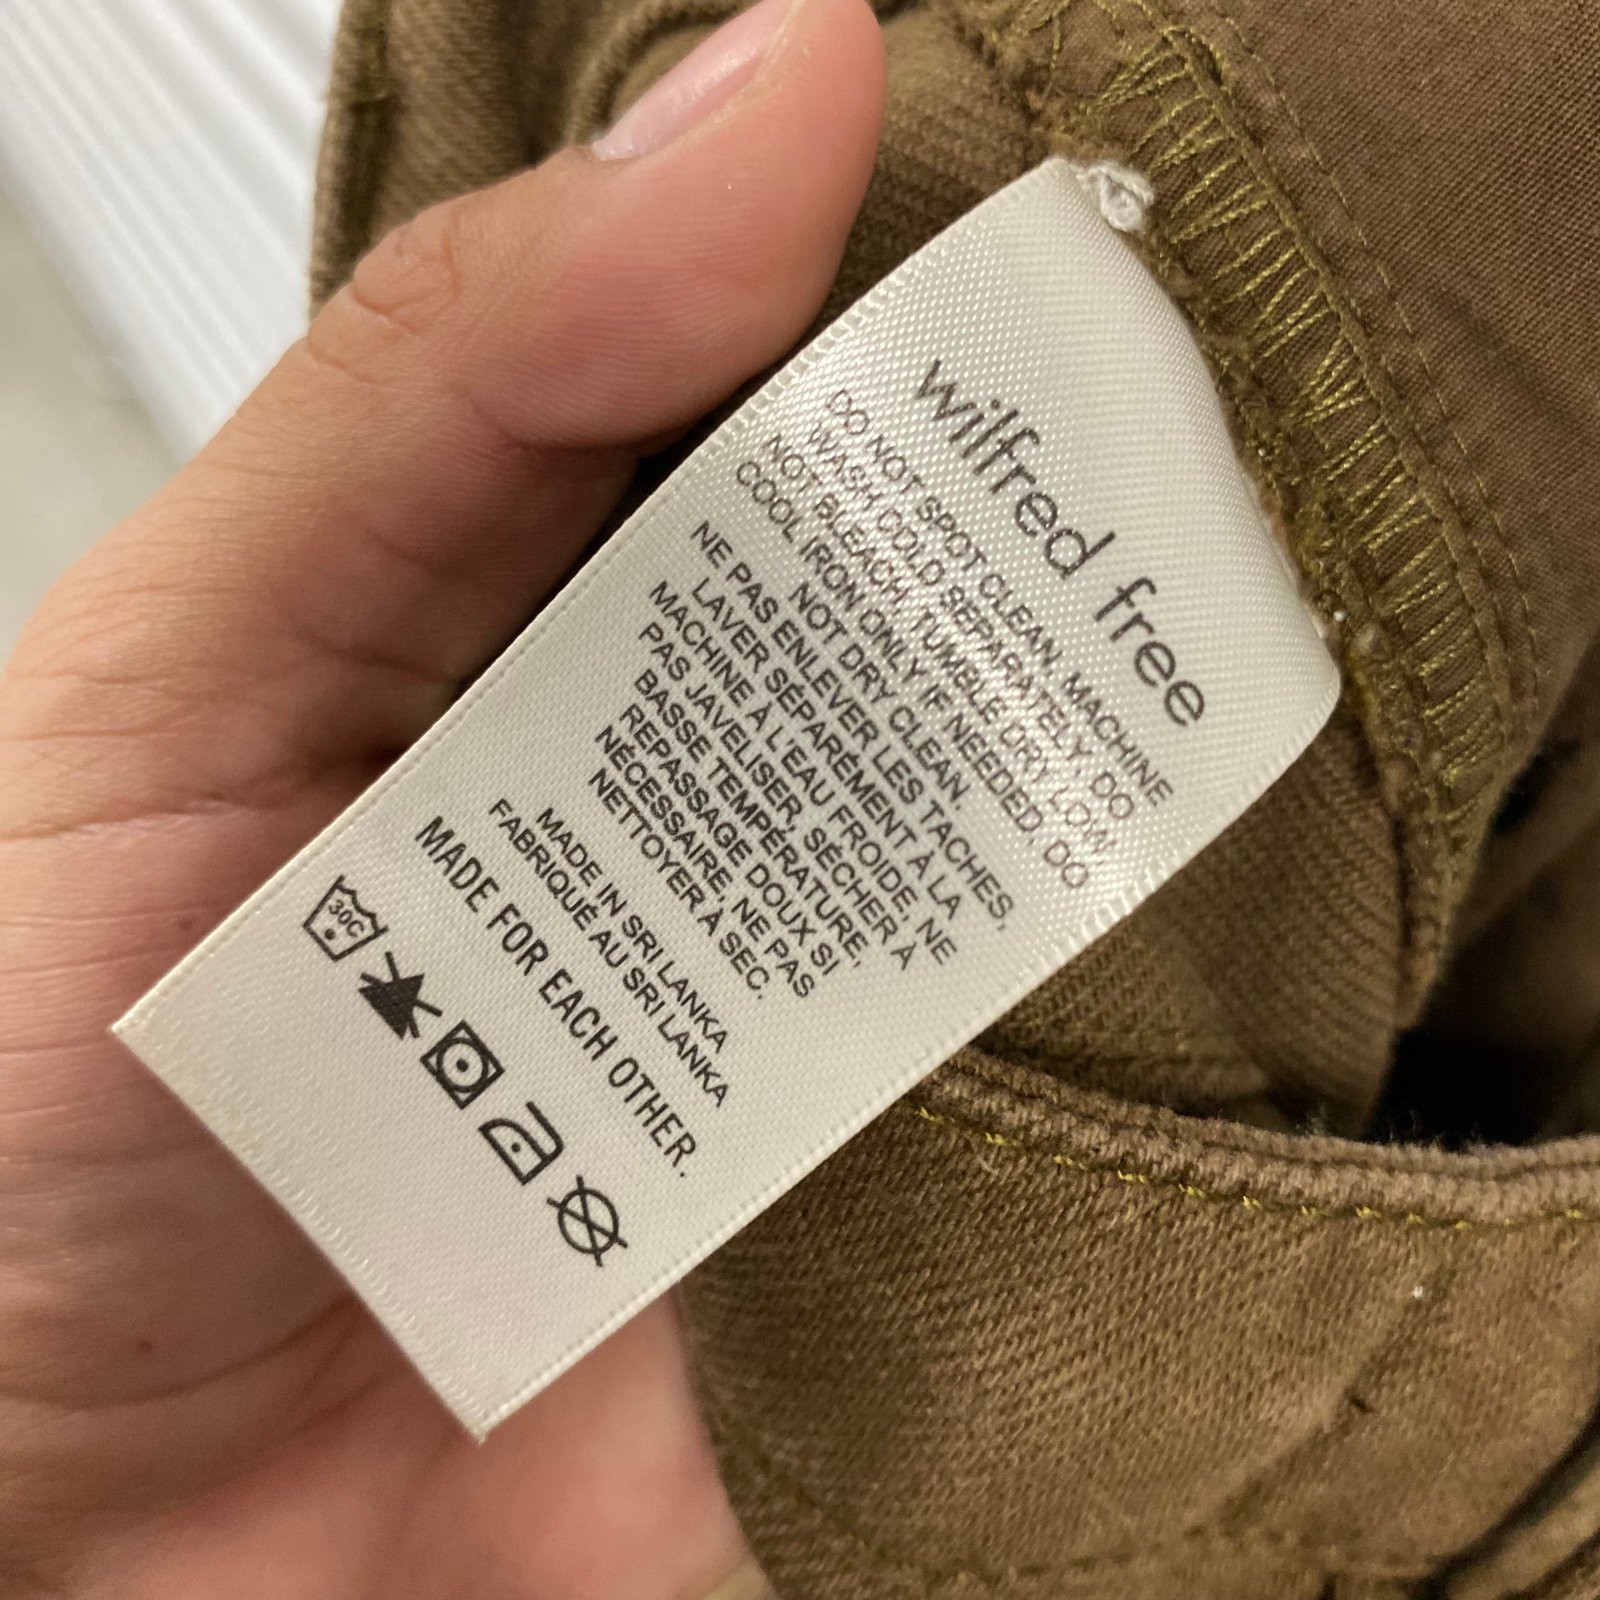 wilfred free
DO NOT SPOT CLEAN, MACHINE
WASH COLD SEPARATELY, DO
NOT BLEACH, TUMBLE DRY LOW,
COOL IRON ONLY IF NEEDED, DO
NOT DRY CLEAN.
NE PAS ENLEVER LES TACHES,
LAVER SÉPARÉMENT À LA
MACHINE À L'EAU FROIDE, NE
PAS JAVELISER, SÉCHER À
BASSE TEMPÉRATURE,
REPASSAGE DOUX SI
NÉCESSAIRE, NE PAS
NETTOYER À SEC.
MADE IN SRI LANKA
FABRIQUÉ AU SRI LANKA
MADE FOR EACH OTHER.
30C